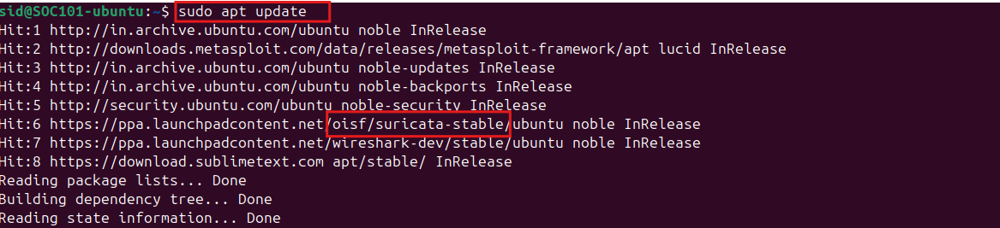 sid@SOC101-ubuntu:~$ sudo apt update
Hit:1 http://in.archive.ubuntu.com/ubuntu noble InRelease
Hit:2 http://downloads.metasploit.com/data/releases/metasploit-framework/apt lucid InRelease
Hit:3 http://in.archive.ubuntu.com/ubuntu noble-updates InRelease
Hit:4 http://in.archive.ubuntu.com/ubuntu noble-backports InRelease
Hit:5 http://security.ubuntu.com/ubuntu noble-security InRelease
Hit:6 https://ppa.launchpadcontent.net/oisf/suricata-stable/ubuntu noble InRelease
Hit:7 https://ppa.launchpadcontent.net/wireshark-dev/stable/ubuntu noble InRelease
Hit:8 https://download.sublimetext.com apt/stable/ InRelease
Reading package lists... Done
Building dependency tree... Done
Reading state information... Done